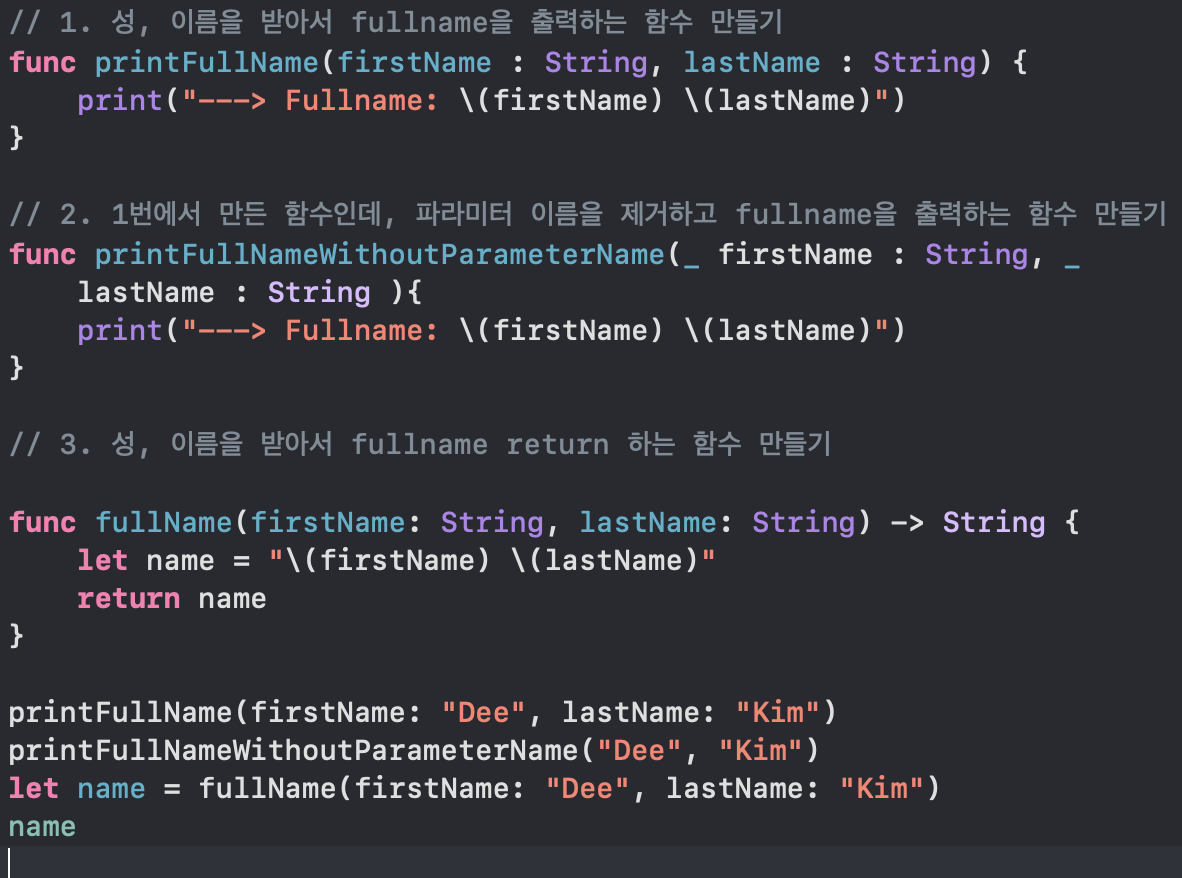 // 1. 성, 이름을 받아서 fullname을 출력하는 함수 만들기
func printFullName(firstName : String, lastName : String) {
    print("---> Fullname: \(firstName) \(lastName)")
}

// 2. 1번에서 만든 함수인데, 파라미터 이름을 제거하고 fullname을 출력하는 함수 만들기
func printFullNameWithoutParameterName(_ firstName : String, _
    lastName : String ){
    print("---> Fullname: \(firstName) \(lastName)")
}

// 3. 성, 이름을 받아서 fullname return 하는 함수 만들기

func fullName(firstName: String, lastName: String) -> String {
    let name = "\(firstName) \(lastName)"
    return name
}

printFullName(firstName: "Dee", lastName: "Kim")
printFullNameWithoutParameterName("Dee", "Kim")
let name = fullName(firstName: "Dee", lastName: "Kim")
name